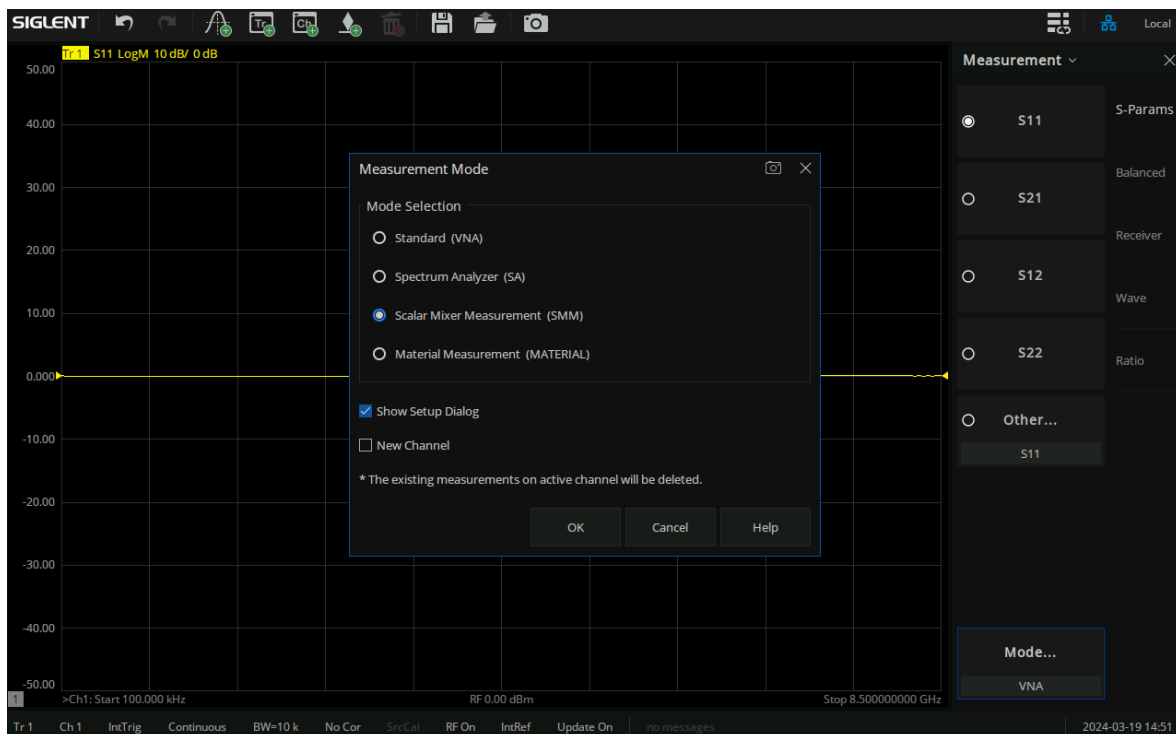 SIGLENT Tr Ch Local
Tr 1 S11 LogM 10 dB/ 0 dB
50.00
40.00
30.00
20.00
10.00
0.000
-10.00
-20.00
-30.00
-40.00
-50.00
1 >Ch1: Start 100.000 kHz RF 0.00 dBm Stop 8.500000000 GHz
Measurement Mode
Mode Selection
Standard (VNA)
Spectrum Analyzer (SA)
Scalar Mixer Measurement (SMM)
Material Measurement (MATERIAL)
Show Setup Dialog
New Channel
* The existing measurements on active channel will be deleted.
OK Cancel Help
Measurement
S11
S21
S12
S22
Other...
S11
Mode...
VNA
S-Params
Balanced
Receiver
Wave
Ratio
Tr 1 Ch 1 IntTrig Continuous BW=10 k No Cor SrcCal RF On IntRef Update On no messages 2024-03-19 14:51